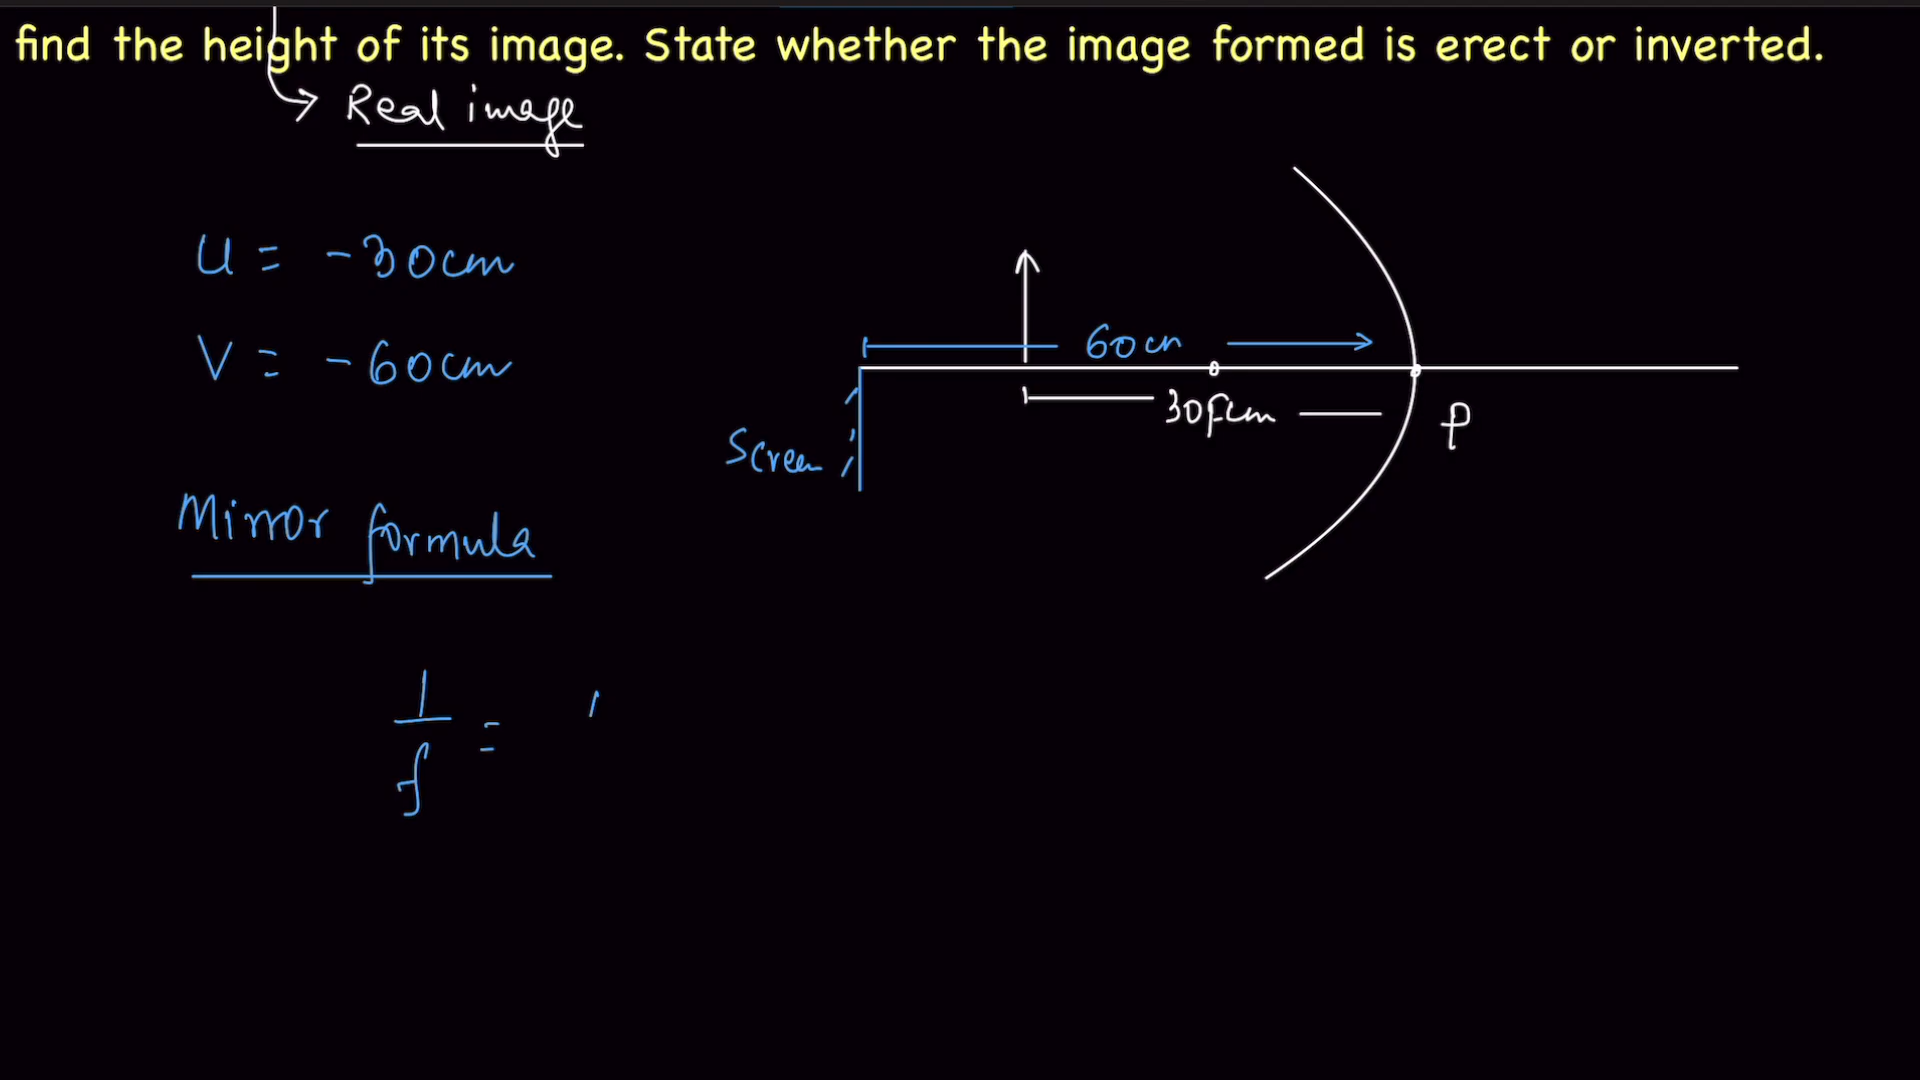 find the height of its image. State whether the image formed is erect or inverted.
Real image
u = -30cm
V = -60cm
60cm
30cm
F
P
Screen
Mirror formula
1/f =